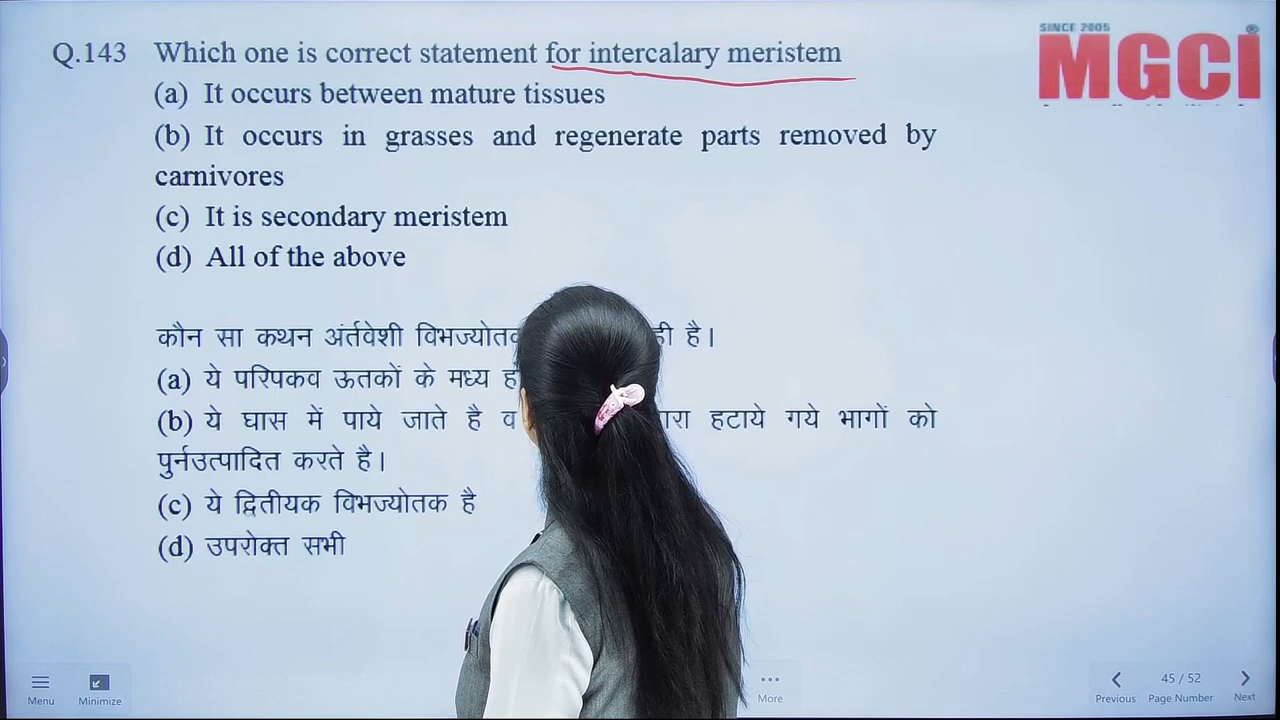 SINCE 2005
MGCI
Q.143 Which one is correct statement for intercalary meristem
(a) It occurs between mature tissues
(b) It occurs in grasses and regenerate parts removed by
carnivores
(c) It is secondary meristem
(d) All of the above
कौन सा कथन अंर्तवेशी है।
(a) ये परिपकव ऊतकों के मध्य
(b) ये घास में पाये जाते है व हटाये गये भागों को
पुर्नउत्पादित करते है।
(c) ये द्वितीयक विभज्योतक है
(d) उपरोक्त सभी
Menu
Minimize
More
Previous
45 / 52
Page Number
Next